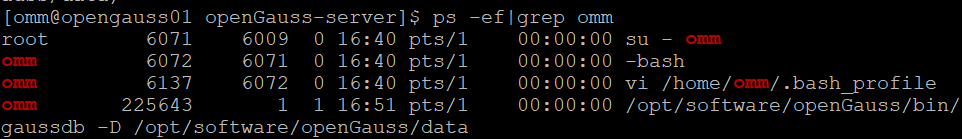 [omm@opengauss01 openGauss-server]$ ps -ef|grep omm
root 6071 6009 0 16:40 pts/1 00:00:00 su - omm
omm 6072 6071 0 16:40 pts/1 00:00:00 -bash
omm 6137 6072 0 16:40 pts/1 00:00:00 vi /home/omm/.bash_profile
omm 225643 1 1 16:51 pts/1 00:00:00 /opt/software/openGauss/bin/
gaussdb -D /opt/software/openGauss/data